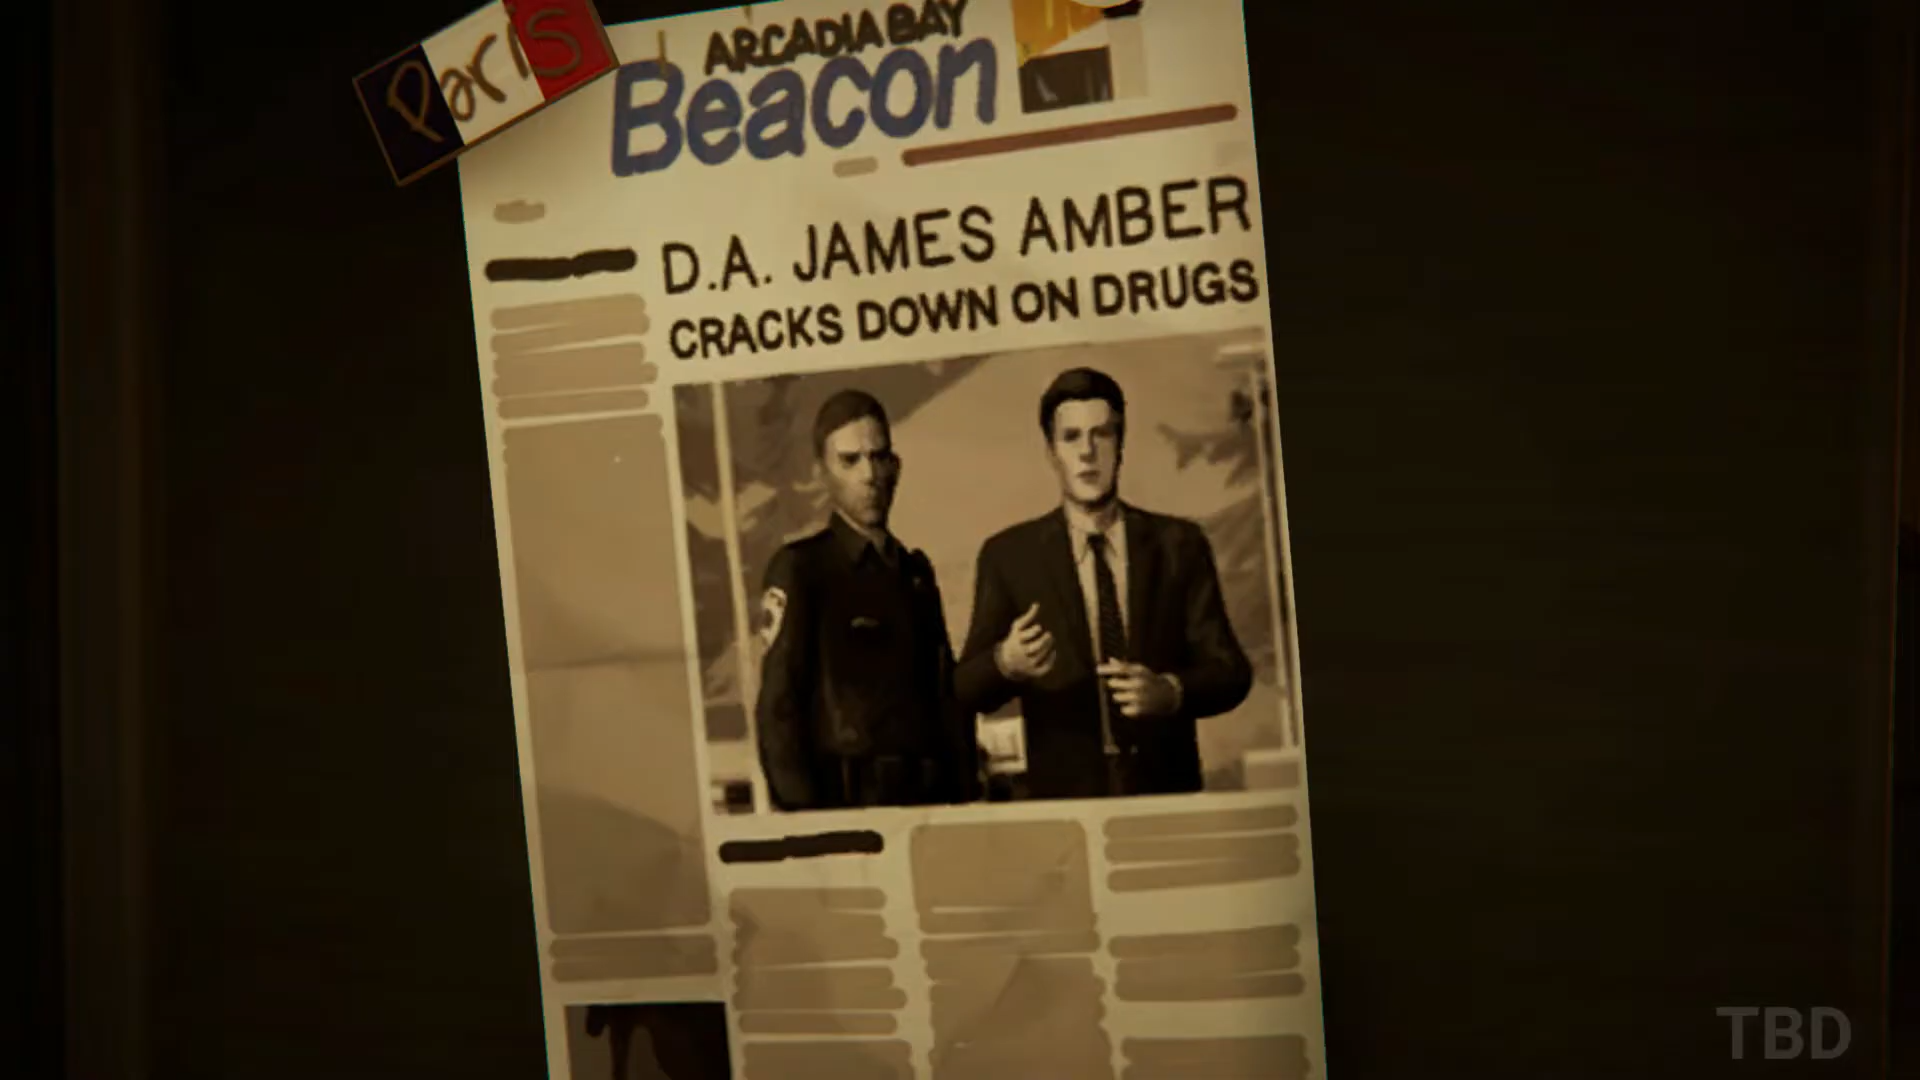 Paris
ARCADIA BAY
Beacon
D.A. JAMES AMBER
CRACKS DOWN ON DRUGS
TBD